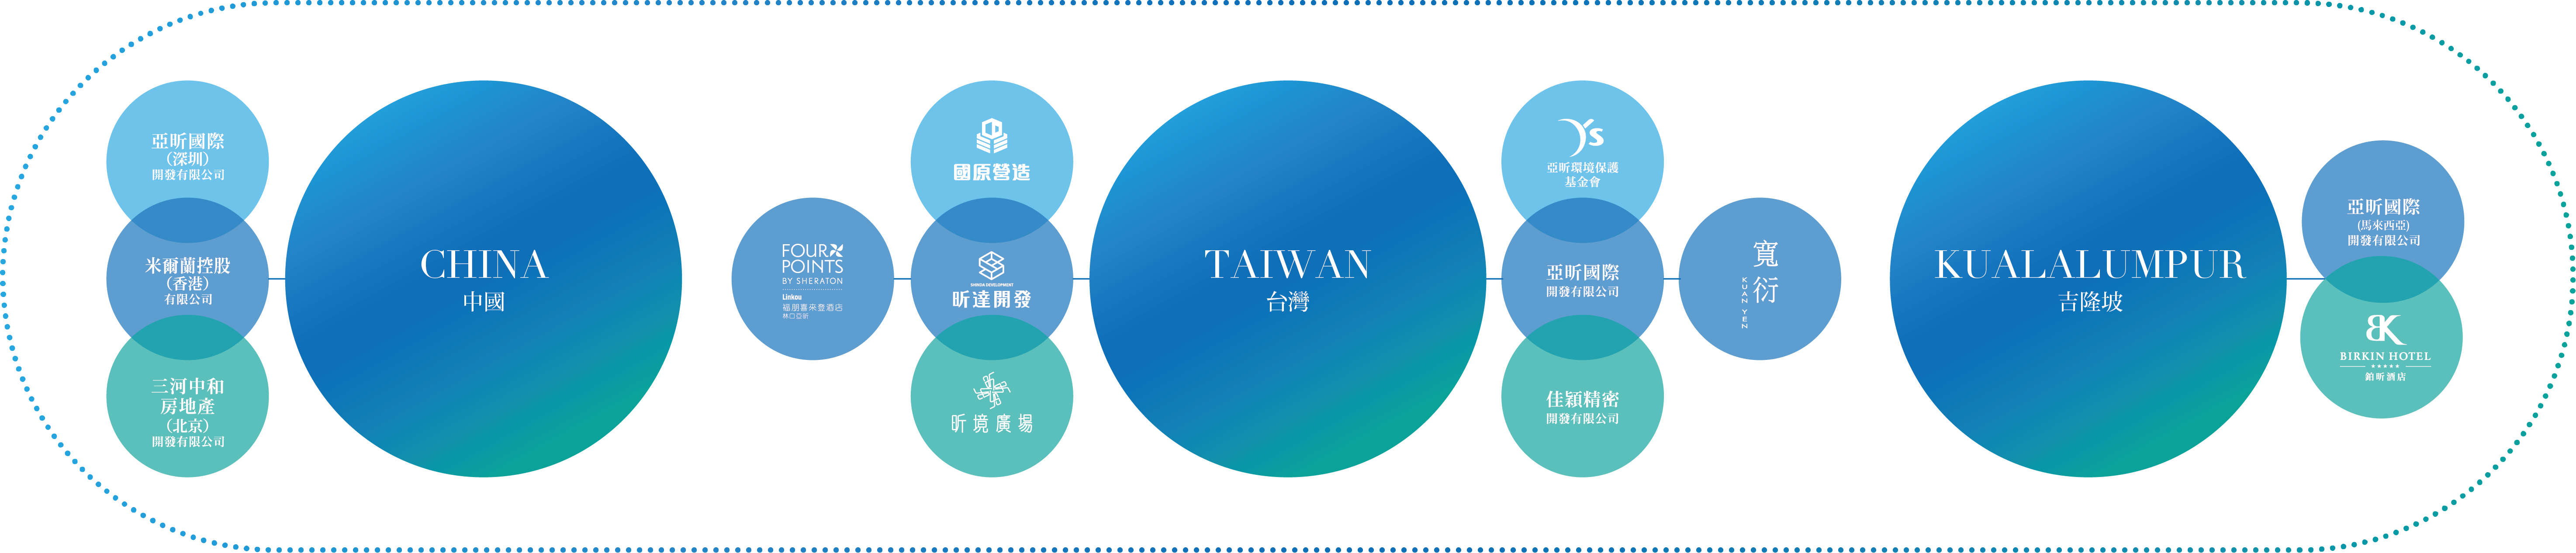 亞昕國際
（深圳）
開發有限公司
米爾蘭控股
（香港）
有限公司
三河中和
房地產
（北京）
開發有限公司
CHINA
中國
FOUR
POINTS
BY SHERATON
Linkou
福朋喜來登酒店
林口亞昕
國原營造
SHINDA DEVELOPMENT
昕達開發
昕境廣場
TAIWAN
台灣
Y's
亞昕環境保護
基金會
亞昕國際
開發有限公司
佳穎精密
開發有限公司
寬衍
KUAN YEN
KUALALUMPUR
吉隆坡
亞昕國際
(馬來西亞)
開發有限公司
BK
BIRKIN HOTEL
鉑昕酒店